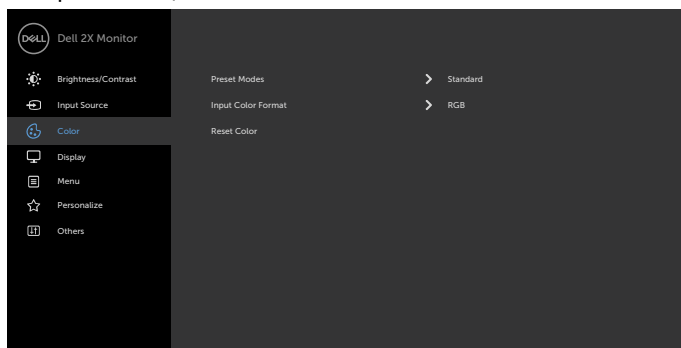 DELL Dell 2X Monitor
Brightness/Contrast Preset Modes Standard
Input Source Input Color Format RGB
Color Reset Color
Display
Menu
Personalize
Others